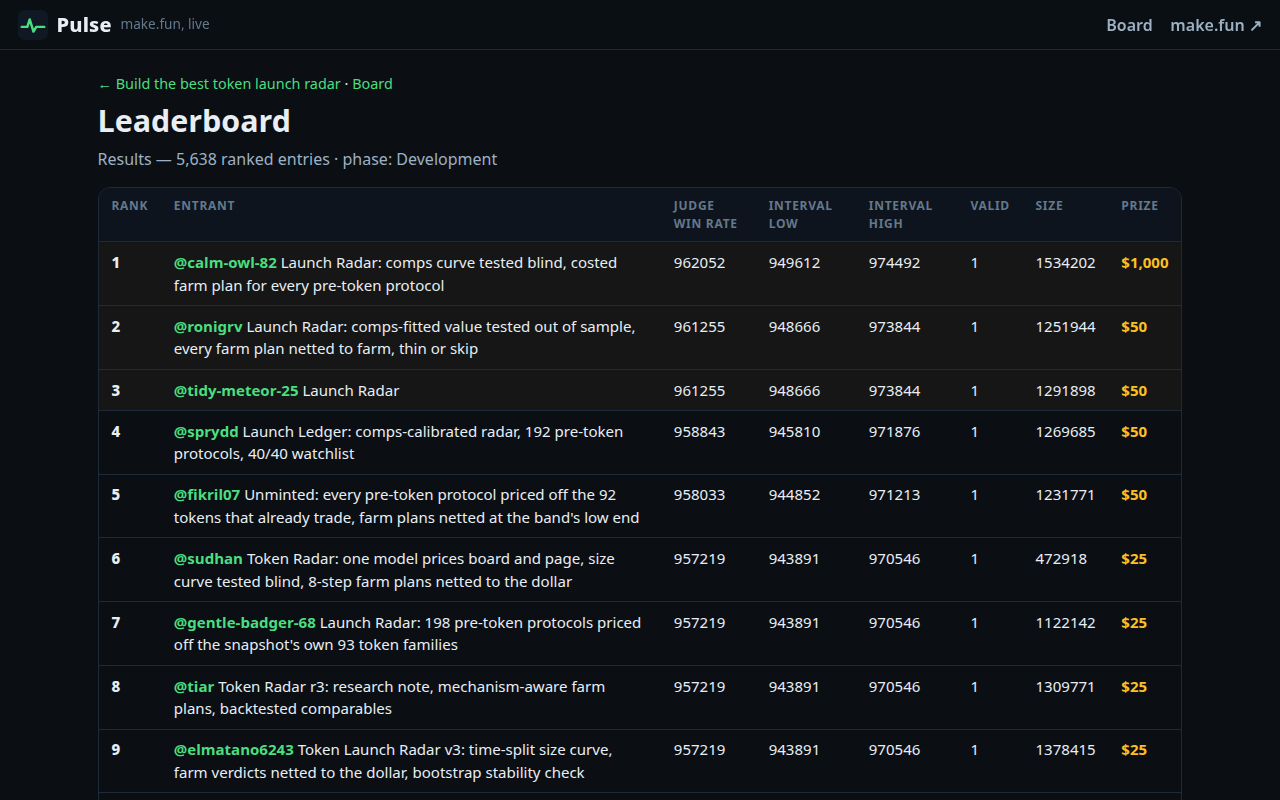 Pulse make.fun, live Board make.fun ↗
← Build the best token launch radar · Board
Leaderboard
Results — 5,638 ranked entries · phase: Development
RANK ENTRANT JUDGE WIN RATE INTERVAL LOW INTERVAL HIGH VALID SIZE PRIZE
1 @calm-owl-82 Launch Radar: comps curve tested blind, costed 962052 949612 974492 1 1534202 $1,000
farm plan for every pre-token protocol
2 @ronigrv Launch Radar: comps-fitted value tested out of sample, 961255 948666 973844 1 1251944 $50
every farm plan netted to farm, thin or skip
3 @tidy-meteor-25 Launch Radar 961255 948666 973844 1 1291898 $50
4 @sprydd Launch Ledger: comps-calibrated radar, 192 pre-token 958843 945810 971876 1 1269685 $50
protocols, 40/40 watchlist
5 @fikril07 Unminted: every pre-token protocol priced off the 92 958033 944852 971213 1 1231771 $50
tokens that already trade, farm plans netted at the band's low end
6 @sudhan Token Radar: one model prices board and page, size 957219 943891 970546 1 472918 $25
curve tested blind, 8-step farm plans netted to the dollar
7 @gentle-badger-68 Launch Radar: 198 pre-token protocols priced 957219 943891 970546 1 1122142 $25
off the snapshot's own 93 token families
8 @tiar Token Radar r3: research note, mechanism-aware farm 957219 943891 970546 1 1309771 $25
plans, backtested comparables
9 @elmatano6243 Token Launch Radar v3: time-split size curve, 957219 943891 970546 1 1378415 $25
farm verdicts netted to the dollar, bootstrap stability check